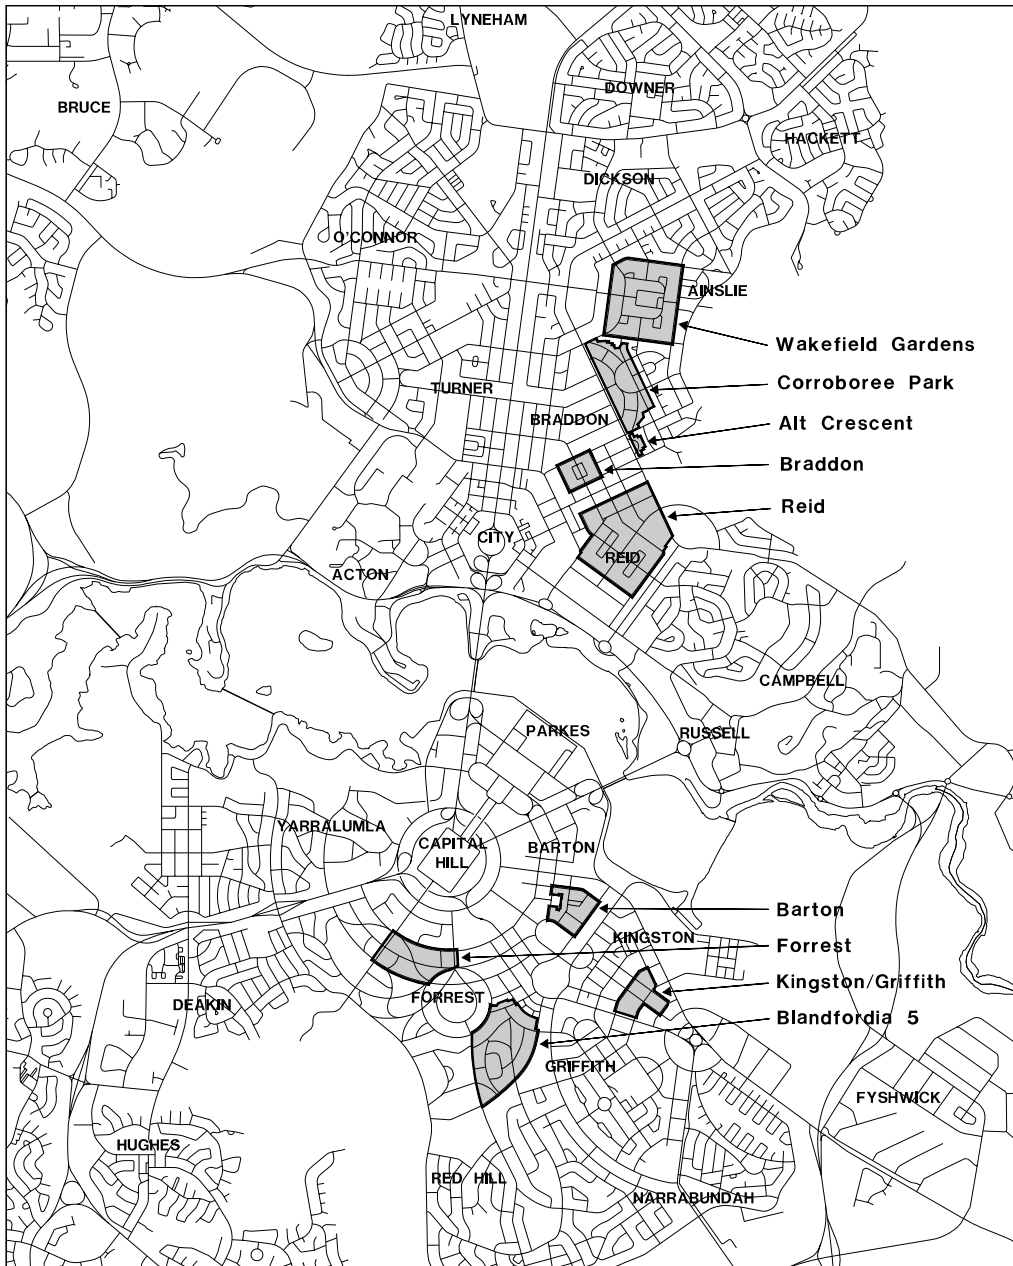 LYNEHAM
DOWNER
BRUCE
HACKETT
DICKSON
O'CONNOR
AINSLIE
Wakefield Gardens
Corroboree Park
TURNER
BRADDON
Alt Crescent
Braddon
Reid
CITY
REID
ACTON
CAMPBELL
PARKES
RUSSELL
YARRALUMLA
CAPITAL
HILL
BARTON
Barton
KINGSTON
Forrest
Kingston/Griffith
FORREST
DEAKIN
Blandfordia 5
GRIFFITH
FYSHWICK
HUGHES
RED HILL
NARRABUNDAH